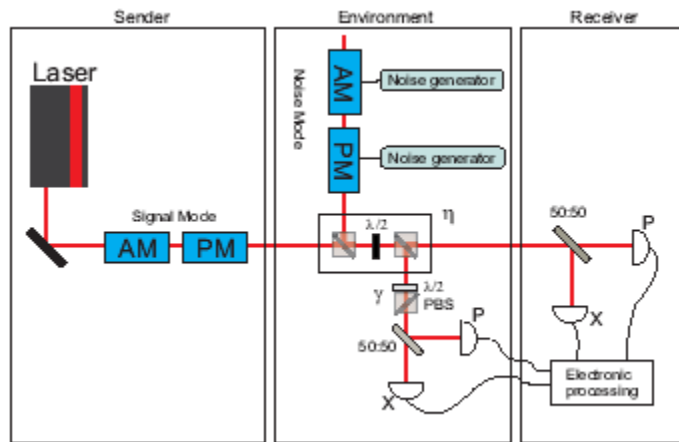 Sender
Environment
Receiver
Laser
Noise Mode
AM
Noise generator
PM
Noise generator
Signal Mode
AM
PM
λ/2
η
50:50
P
X
γ
λ/2
PBS
50:50
P
X
Electronic
processing